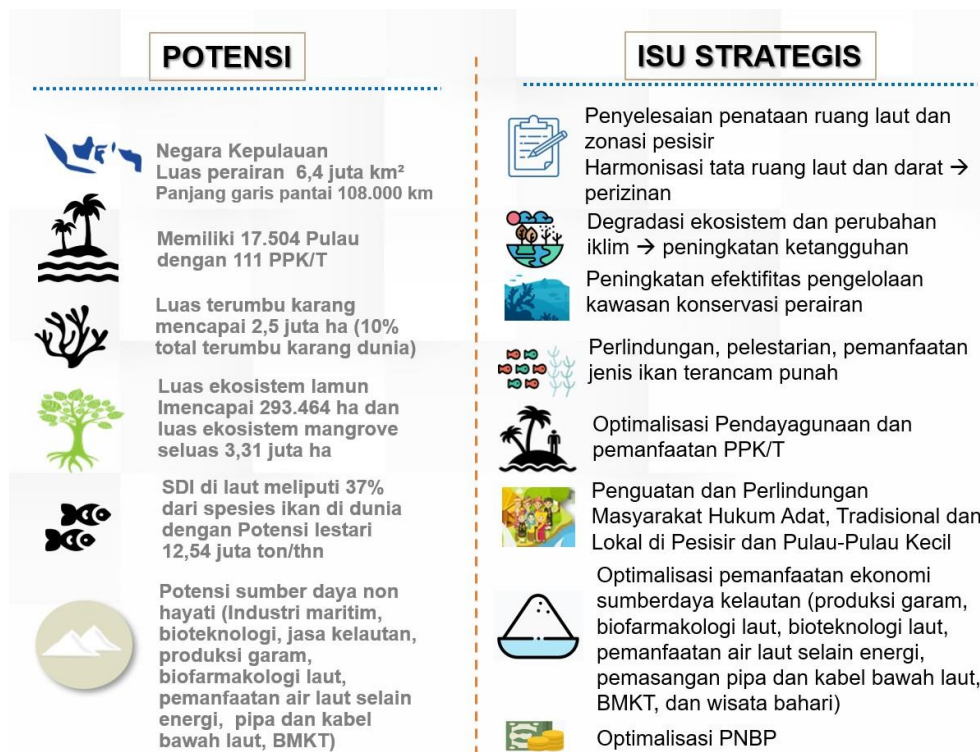 POTENSI
Negara Kepulauan
Luas perairan 6,4 juta km²
Panjang garis pantai 108.000 km
Memiliki 17.504 Pulau
dengan 111 PPK/T
Luas terumbu karang
mencapai 2,5 juta ha (10%
total terumbu karang dunia)
Luas ekosistem lamun
lmencapai 293.464 ha dan
luas ekosistem mangrove
seluas 3,31 juta ha
SDI di laut meliputi 37%
dari spesies ikan di dunia
dengan Potensi lestari
12,54 juta ton/thn
Potensi sumber daya non
hayati (Industri maritim,
bioteknologi, jasa kelautan,
produksi garam,
biofarmakologi laut,
pemanfaatan air laut selain
energi, pipa dan kabel
bawah laut, BMKT)
ISU STRATEGIS
Penyelesaian penataan ruang laut dan
zonasi pesisir
Harmonisasi tata ruang laut dan darat →
perizinan
Degradasi ekosistem dan perubahan
iklim → peningkatan ketangguhan
Peningkatan efektifitas pengelolaan
kawasan konservasi perairan
Perlindungan, pelestarian, pemanfaatan
jenis ikan terancam punah
Optimalisasi Pendayagunaan dan
pemanfaatan PPK/T
Penguatan dan Perlindungan
Masyarakat Hukum Adat, Tradisional dan
Lokal di Pesisir dan Pulau-Pulau Kecil
Optimalisasi pemanfaatan ekonomi
sumberdaya kelautan (produksi garam,
biofarmakologi laut, bioteknologi laut,
pemanfaatan air laut selain energi,
pemasangan pipa dan kabel bawah laut,
BMKT, dan wisata bahari)
Optimalisasi PNBP